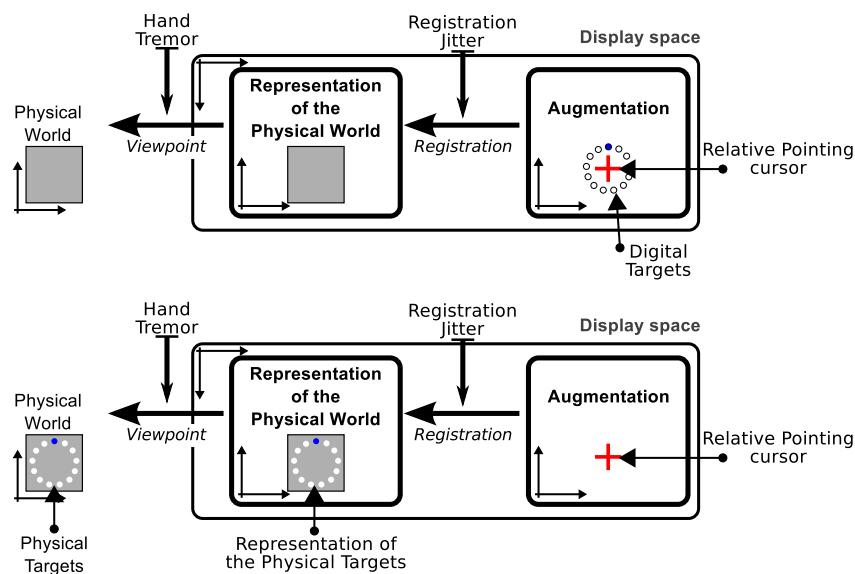 Hand
Tremor
Registration
Jitter
Display space
Physical
World
Viewpoint
Representation
of the
Physical World
Registration
Augmentation
Relative Pointing
cursor
Digital
Targets
Hand
Tremor
Registration
Jitter
Display space
Physical
World
Viewpoint
Representation
of the
Physical World
Registration
Augmentation
Relative Pointing
cursor
Physical
Targets
Representation of
the Physical Targets